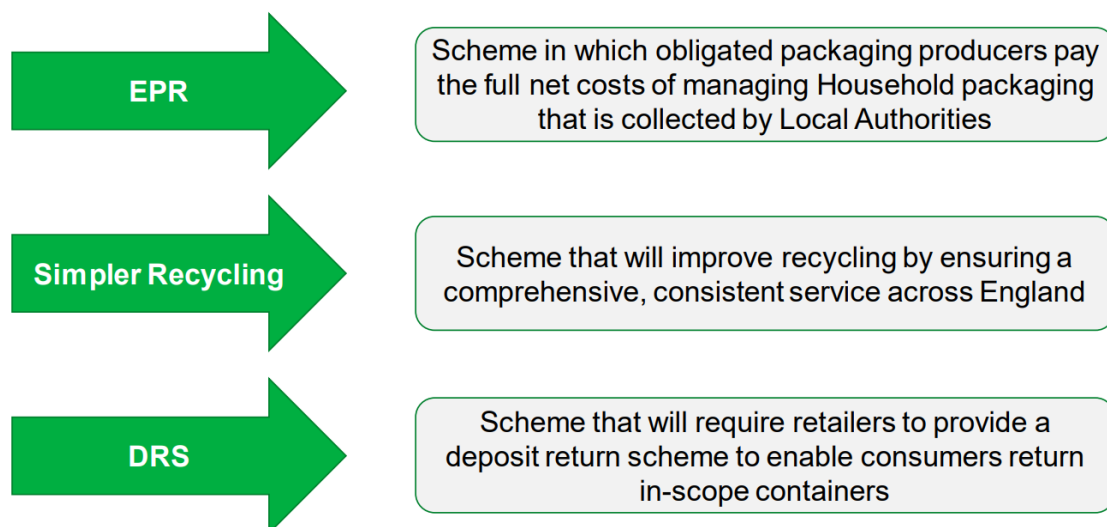 EPR
Scheme in which obligated packaging producers pay
the full net costs of managing Household packaging
that is collected by Local Authorities
Simpler Recycling
Scheme that will improve recycling by ensuring a
comprehensive, consistent service across England
DRS
Scheme that will require retailers to provide a
deposit return scheme to enable consumers return
in-scope containers